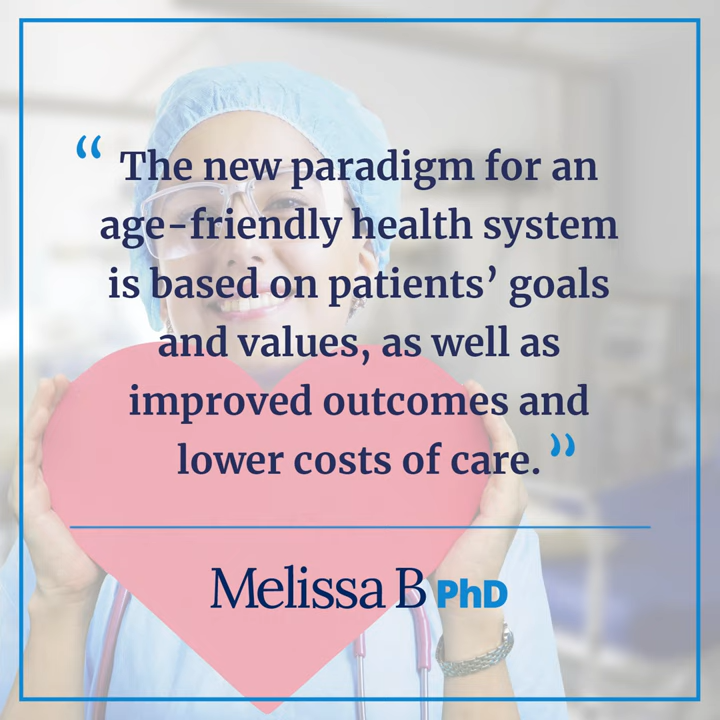 “ The new paradigm for an
age-friendly health system
is based on patients’ goals
and values, as well as
improved outcomes and
lower costs of care. ”
Melissa B PhD